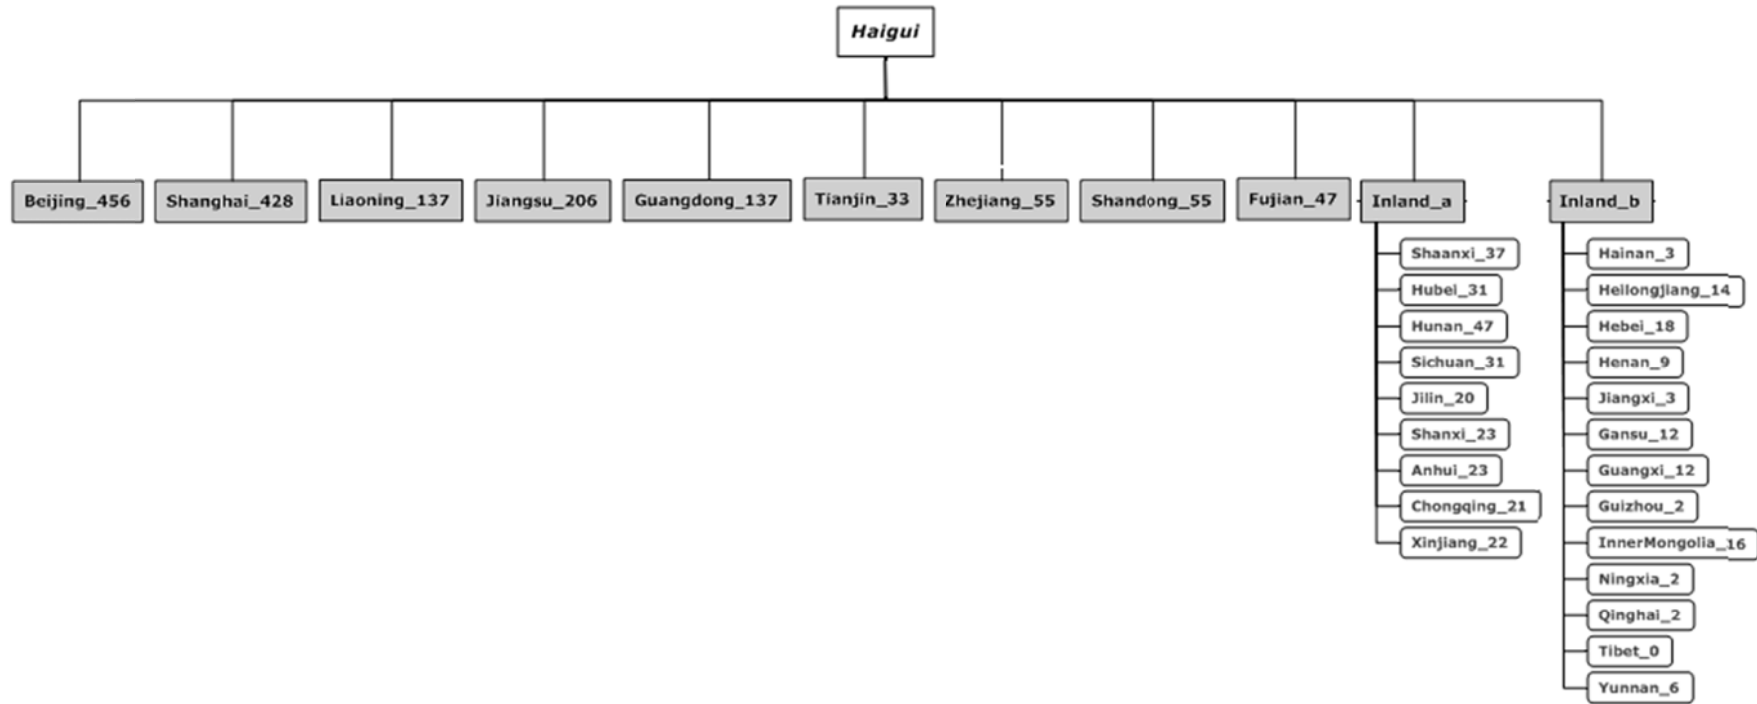 Haigui
Beijing_456
Shanghai_428
Liaoning_137
Jiangsu_206
Guangdong_137
Tianjin_33
Zhejiang_55
Shandong_55
Fujian_47
Inland_a
Inland_b
Shaanxi_37
Hubei_31
Hunan_47
Sichuan_31
Jilin_20
Shanxi_23
Anhui_23
Chongqing_21
Xinjiang_22
Hainan_3
Heilongjiang_14
Hebei_18
Henan_9
Jiangxi_3
Gansu_12
Guangxi_12
Guizhou_2
InnerMongolia_16
Ningxia_2
Qinghai_2
Tibet_0
Yunnan_6